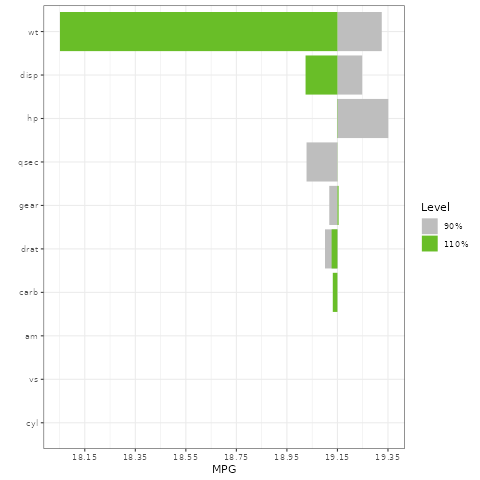 wt
disp
hp
qsec
gear
drat
carb
am
vs
cyl
18.15 18.35 18.55 18.75 18.95 19.15 19.35
MPG
Level
90%
110%